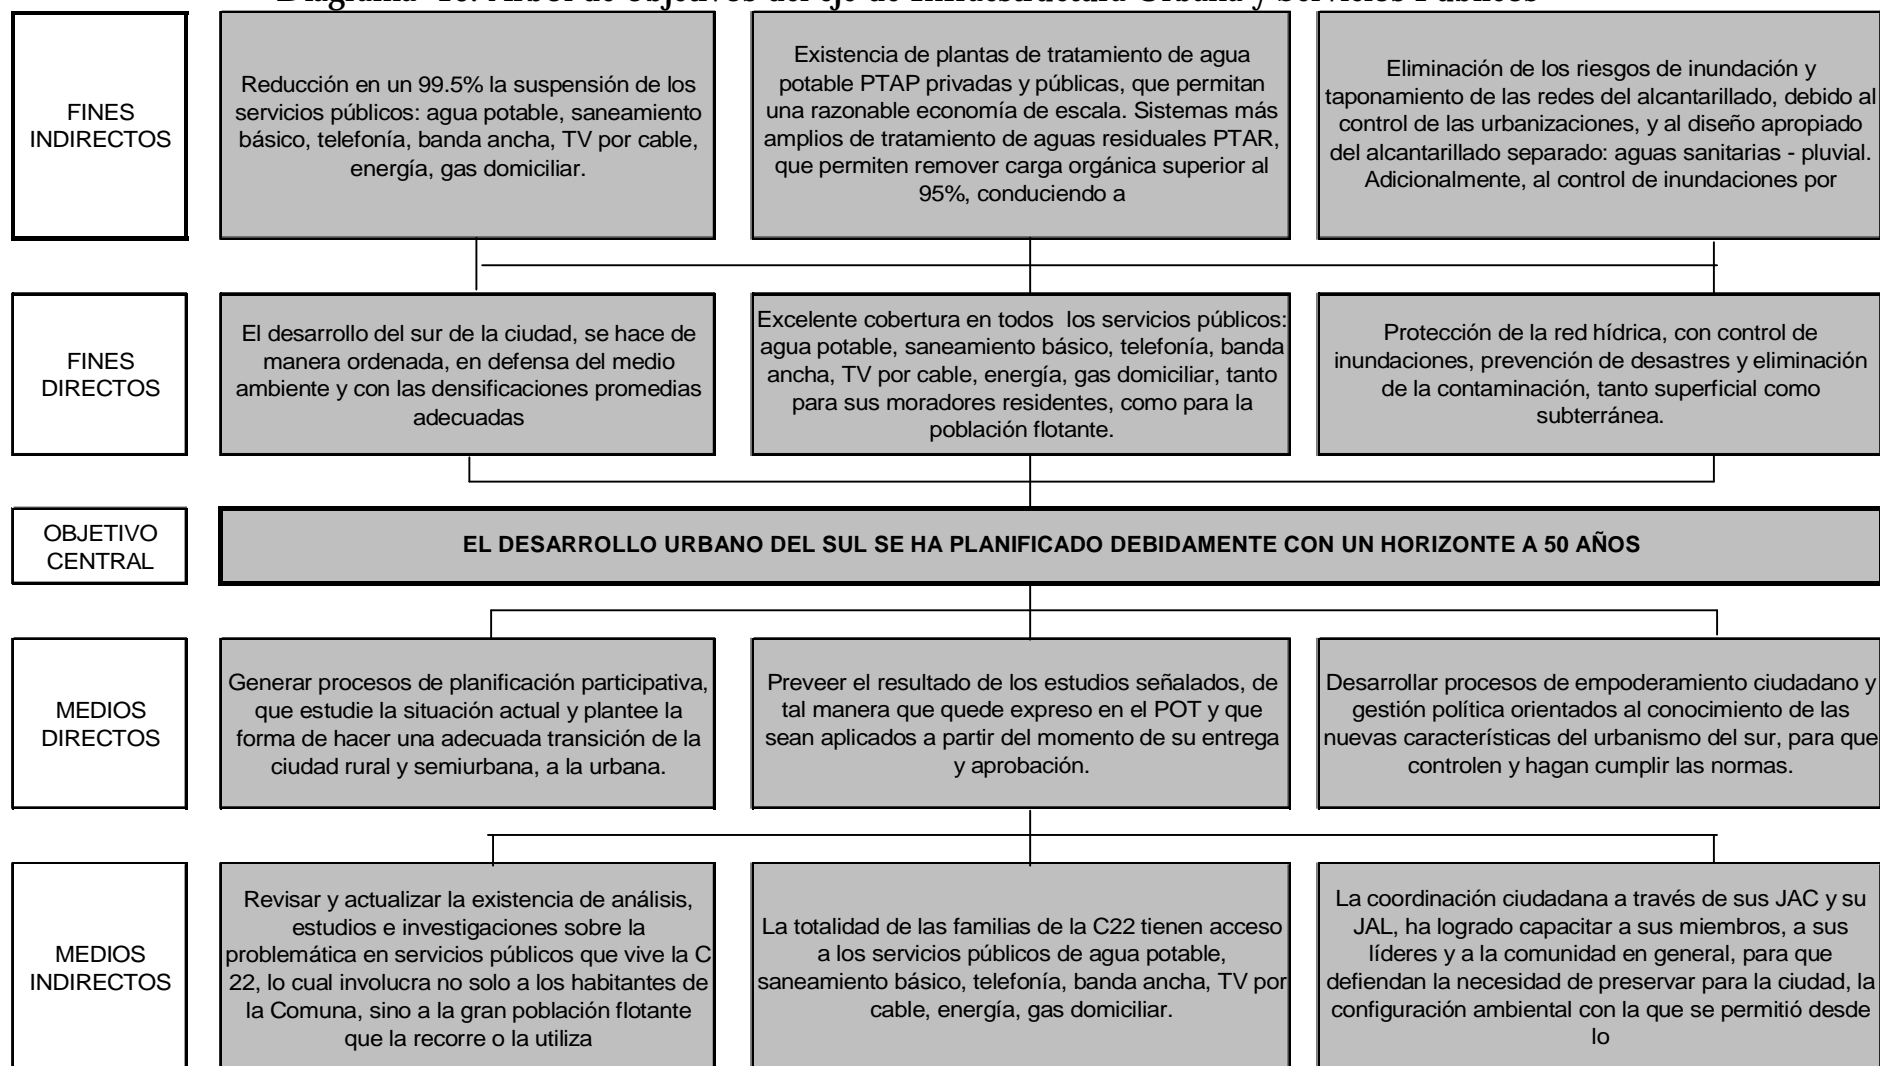 FINES
INDIRECTOS
Reducción en un 99.5% la suspensión de los
servicios públicos: agua potable, saneamiento
básico, telefonía, banda ancha, TV por cable,
energía, gas domiciliar.
Existencia de plantas de tratamiento de agua
potable PTAP privadas y públicas, que permitan
una razonable economía de escala. Sistemas más
amplios de tratamiento de aguas residuales PTAR,
que permiten remover carga orgánica superior al
95%, conduciendo a
Eliminación de los riesgos de inundación y
taponamiento de las redes del alcantarillado, debido al
control de las urbanizaciones, y al diseño apropiado
del alcantarillado separado: aguas sanitarias - pluvial.
Adicionalmente, al control de inundaciones por
FINES
DIRECTOS
El desarrollo del sur de la ciudad, se hace de
manera ordenada, en defensa del medio
ambiente y con las densificaciones promedias
adecuadas
Excelente cobertura en todos los servicios públicos:
agua potable, saneamiento básico, telefonía, banda
ancha, TV por cable, energía, gas domiciliar, tanto
para sus moradores residentes, como para la
población flotante.
Protección de la red hídrica, con control de
inundaciones, prevención de desastres y eliminación
de la contaminación, tanto superficial como
subterránea.
OBJETIVO
CENTRAL
EL DESARROLLO URBANO DEL SUL SE HA PLANIFICADO DEBIDAMENTE CON UN HORIZONTE A 50 AÑOS
MEDIOS
DIRECTOS
Generar procesos de planificación participativa,
que estudie la situación actual y plantee la
forma de hacer una adecuada transición de la
ciudad rural y semiurbana, a la urbana.
Preveer el resultado de los estudios señalados, de
tal manera que quede expreso en el POT y que
sean aplicados a partir del momento de su entrega
y aprobación.
Desarrollar procesos de empoderamiento ciudadano y
gestión política orientados al conocimiento de las
nuevas características del urbanismo del sur, para que
controlen y hagan cumplir las normas.
MEDIOS
INDIRECTOS
Revisar y actualizar la existencia de análisis,
estudios e investigaciones sobre la
problemática en servicios públicos que vive la C
22, lo cual involucra no solo a los habitantes de
la Comuna, sino a la gran población flotante
que la recorre o la utiliza
La totalidad de las familias de la C22 tienen acceso
a los servicios públicos de agua potable,
saneamiento básico, telefonía, banda ancha, TV por
cable, energía, gas domiciliar.
La coordinación ciudadana a través de sus JAC y su
JAL, ha logrado capacitar a sus miembros, a sus
líderes y a la comunidad en general, para que
defiendan la necesidad de preservar para la ciudad, la
configuración ambiental con la que se permitió desde
lo